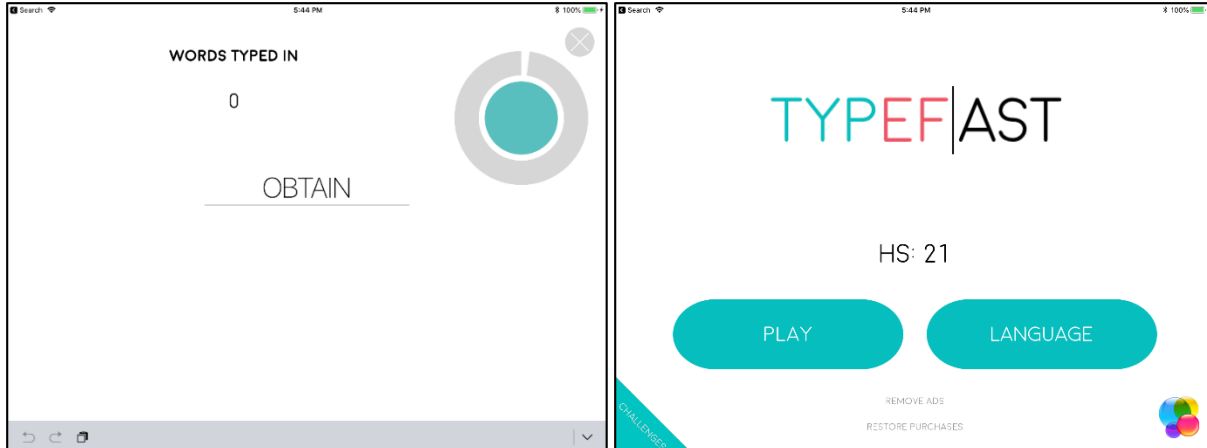 Search
5:44 PM
100%
WORDS TYPED IN
0
OBTAIN
Search
5:44 PM
100%
TYPEFAST
HS: 21
PLAY
LANGUAGE
REMOVE ADS
RESTORE PURCHASES
CHALLENGES